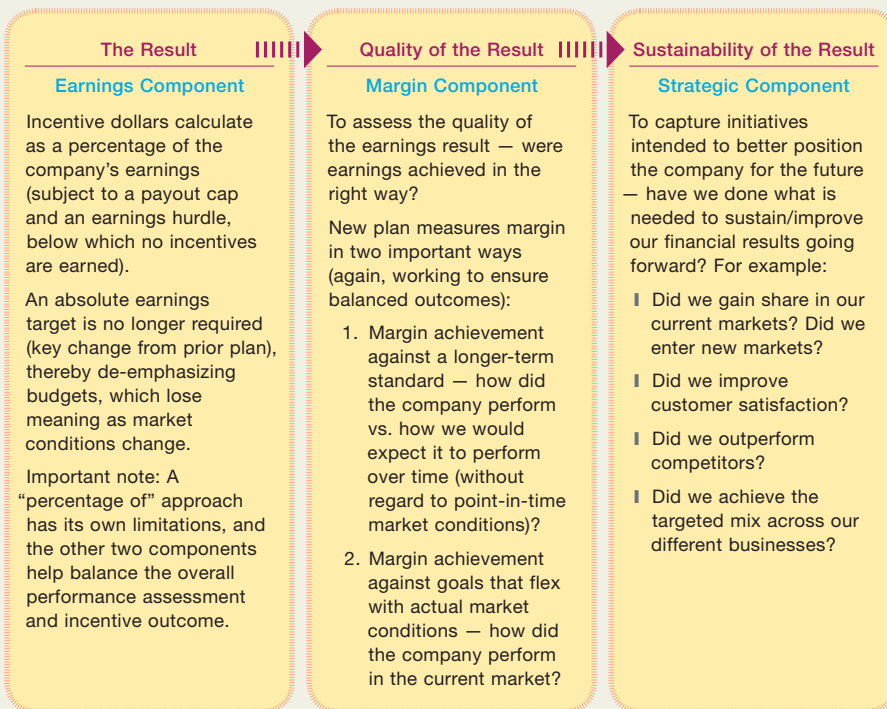 The Result
Earnings Component
Incentive dollars calculate
as a percentage of the
company’s earnings
(subject to a payout cap
and an earnings hurdle,
below which no incentives
are earned).
An absolute earnings
target is no longer required
(key change from prior plan),
thereby de-emphasizing
budgets, which lose
meaning as market
conditions change.
Important note: A
“percentage of” approach
has its own limitations, and
the other two components
help balance the overall
performance assessment
and incentive outcome.
Quality of the Result
Margin Component
To assess the quality of
the earnings result — were
earnings achieved in the
right way?
New plan measures margin
in two important ways
(again, working to ensure
balanced outcomes):
1. Margin achievement
against a longer-term
standard — how did
the company perform
vs. how we would
expect it to perform
over time (without
regard to point-in-time
market conditions)?
2. Margin achievement
against goals that flex
with actual market
conditions — how did
the company perform
in the current market?
Sustainability of the Result
Strategic Component
To capture initiatives
intended to better position
the company for the future
— have we done what is
needed to sustain/improve
our financial results going
forward? For example:
Did we gain share in our
current markets? Did we
enter new markets?
Did we improve
customer satisfaction?
Did we outperform
competitors?
Did we achieve the
targeted mix across our
different businesses?